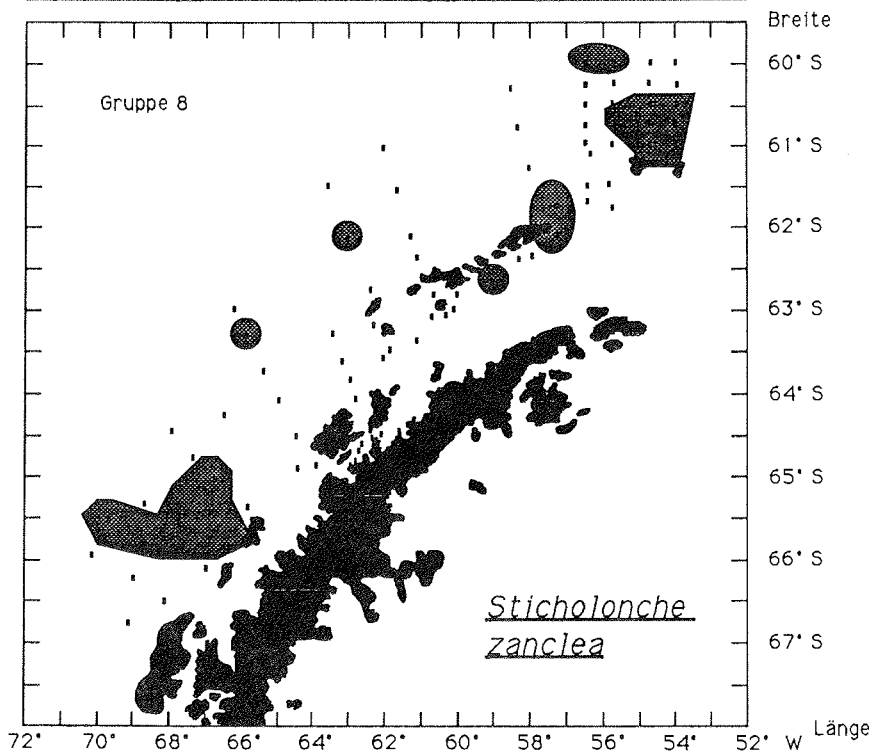 Breite
60° S
Gruppe 8
61° S
62° S
63° S
64° S
65° S
66° S
Sticholonche
zanclea
67° S
72° 70° 68° 66° 64° 62° 60° 58° 56° 54° 52° W Länge